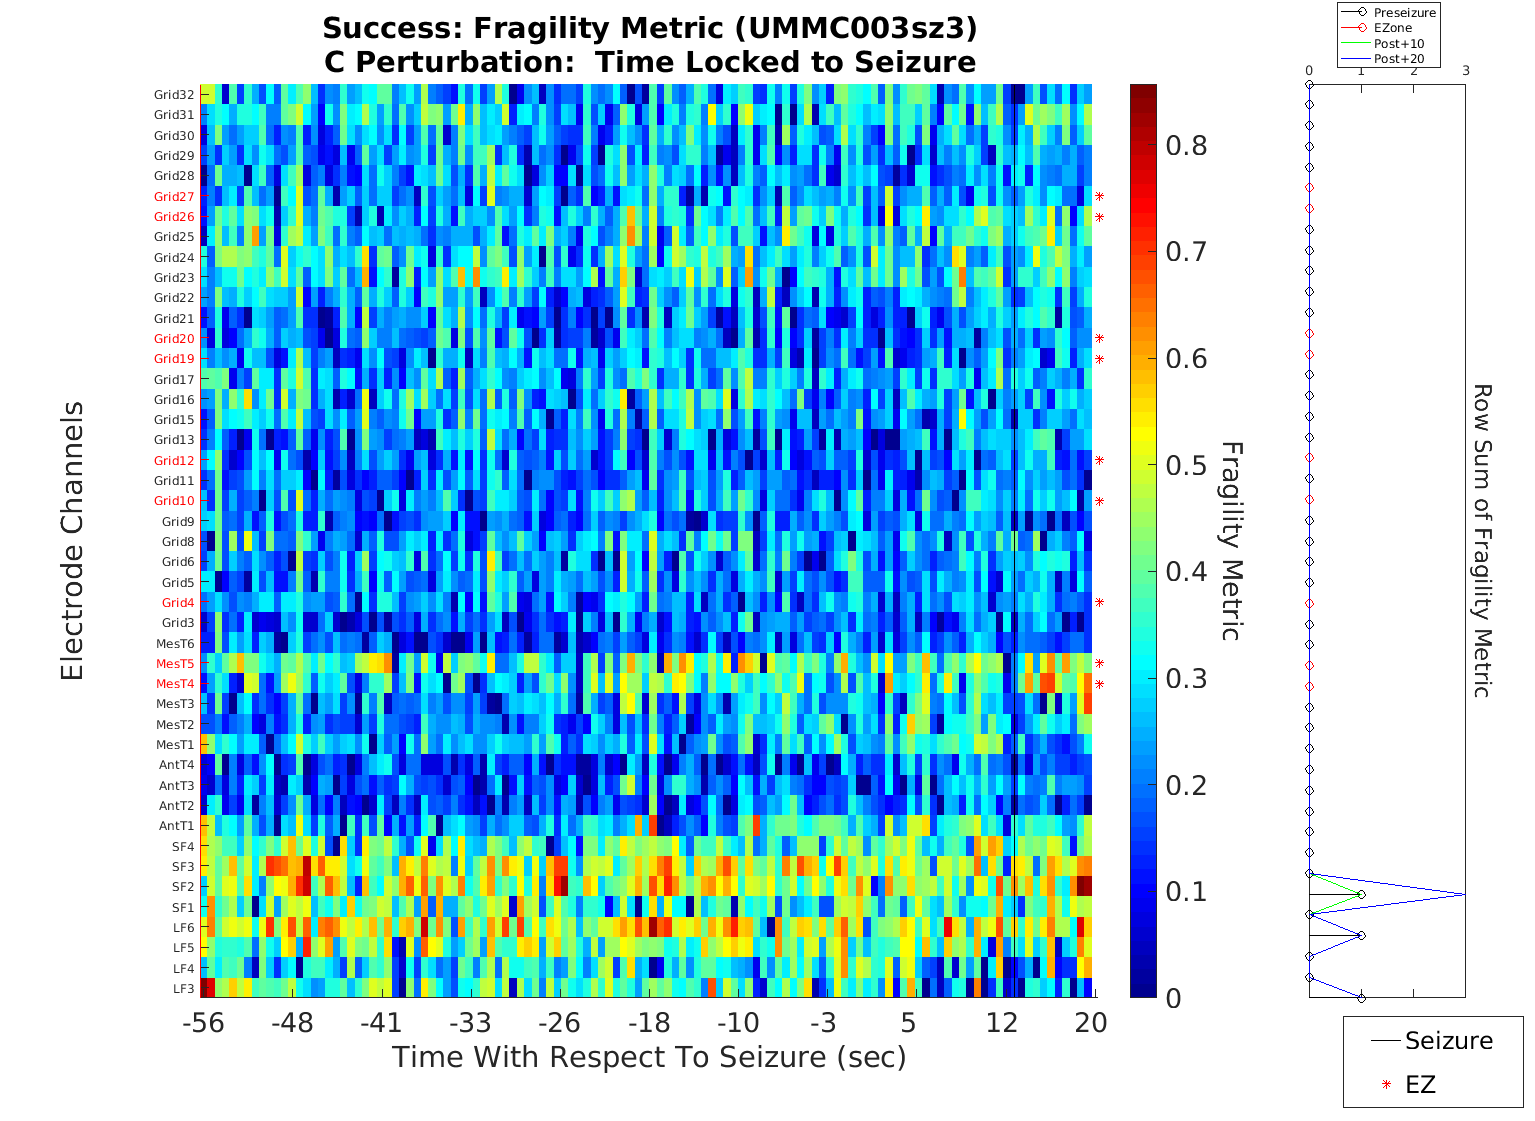 Success: Fragility Metric (UMMC003sz3)
C Perturbation:  Time Locked to Seizure
Preseizure
EZone
Post+10
Post+20
0 1 2 3
Electrode Channels
Grid32
Grid31
Grid30
Grid29
Grid28
Grid27
Grid26
Grid25
Grid24
Grid23
Grid22
Grid21
Grid20
Grid19
Grid17
Grid16
Grid15
Grid13
Grid12
Grid11
Grid10
Grid9
Grid8
Grid6
Grid5
Grid4
Grid3
MesT6
MesT5
MesT4
MesT3
MesT2
MesT1
AntT4
AntT3
AntT2
AntT1
SF4
SF3
SF2
SF1
LF6
LF5
LF4
LF3
-56 -48 -41 -33 -26 -18 -10 -3 5 12 20
Time With Respect To Seizure (sec)
0.8
0.7
0.6
0.5
0.4
0.3
0.2
0.1
0
Fragility Metric
Row Sum of Fragility Metric
Seizure
EZ